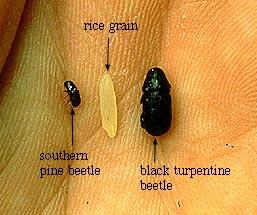 rice grain
southern
pine beetle
black turpentine
beetle